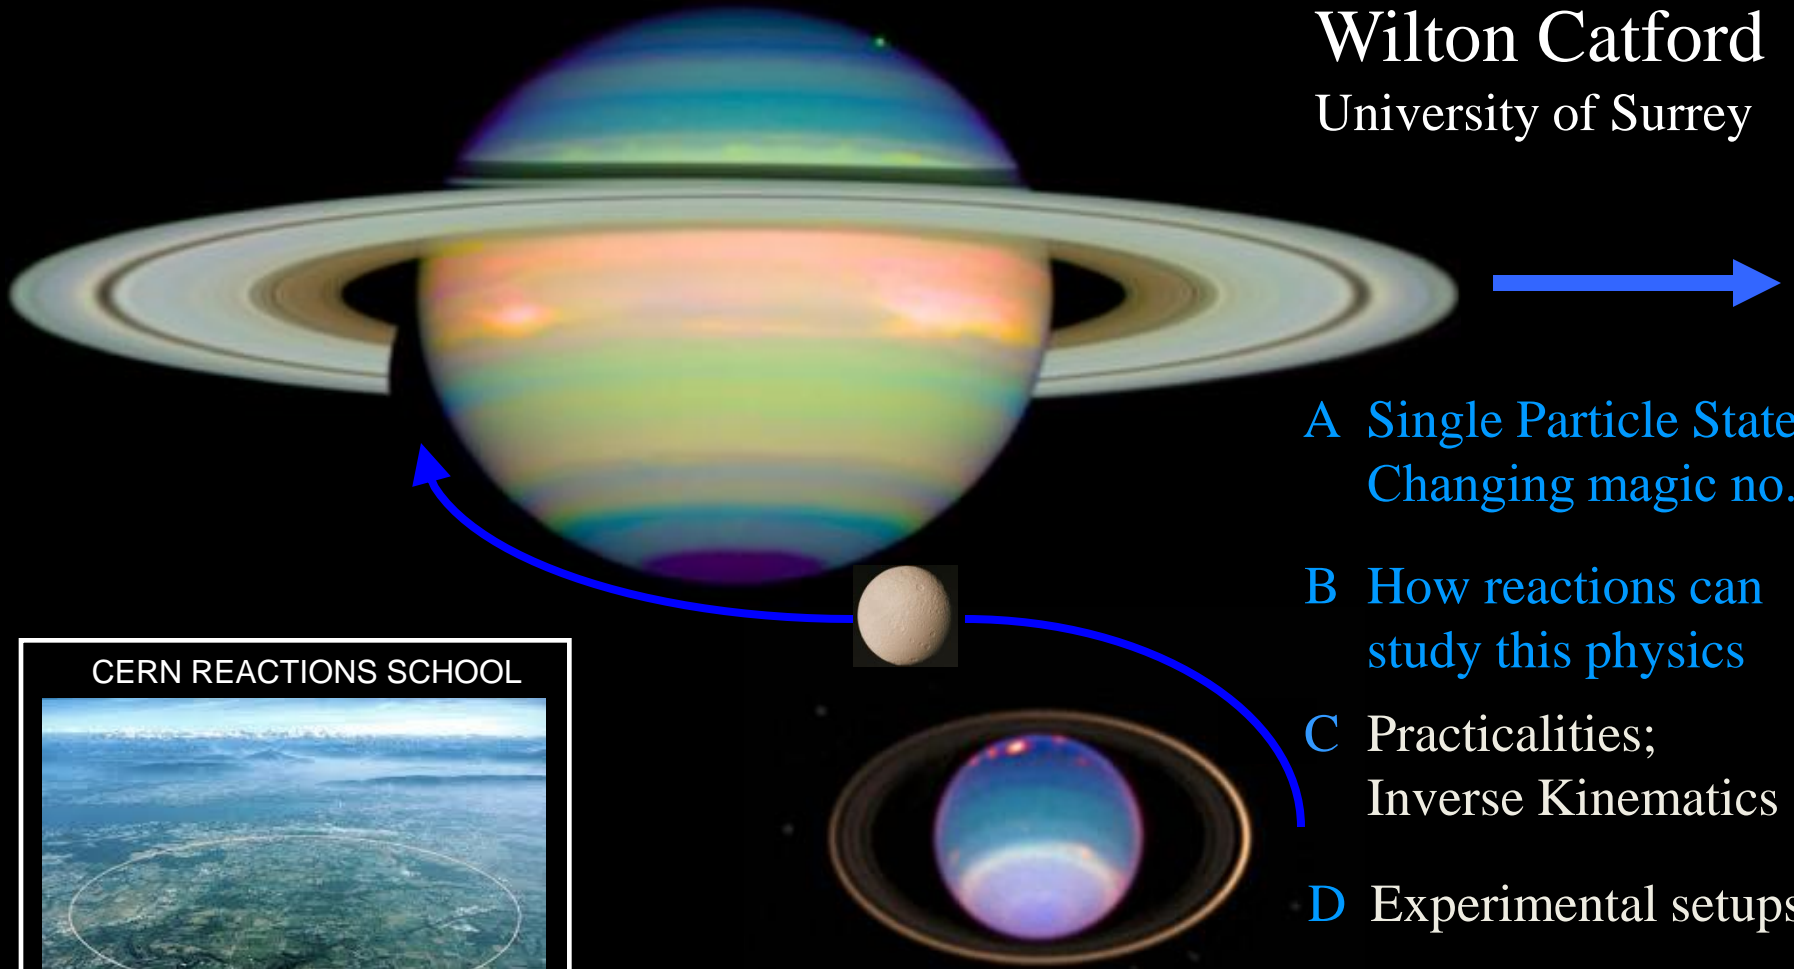 Wilton Catford
University of Surrey
A Single Particle State
Changing magic no.
B How reactions can
study this physics
C Practicalities;
Inverse Kinematics
D Experimental setups
CERN REACTIONS SCHOOL